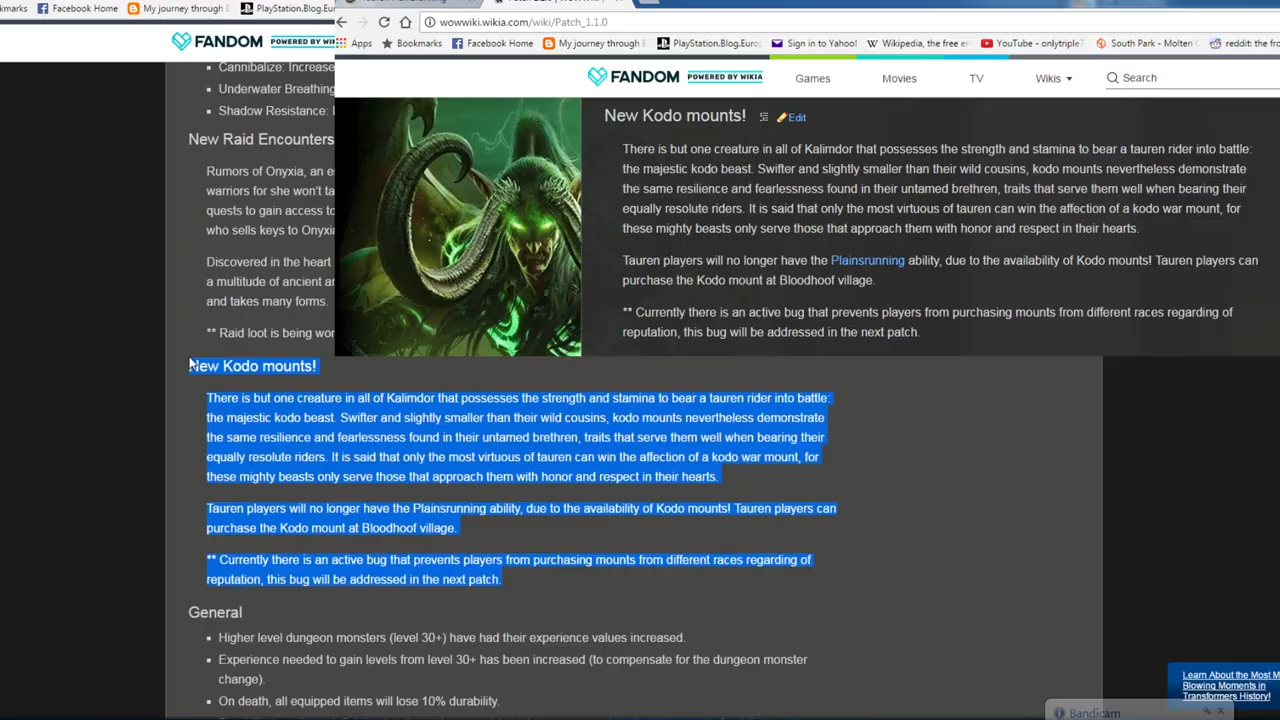 kmarks
Facebook Home
My journey through
PlayStation.Blog.Eu
FANDOM POWERED BY WIK
Cannibalize: Increase
Underwater Breathing
Shadow Resistance:
New Raid Encounters
Rumors of Onyxia, an e
warriors for she won't ta
quests to gain access to
who sells keys to Onyxi
Discovered in the heart
a multitude of ancient a
and takes many forms.
** Raid loot is being wor
wowwiki.wikia.com/wiki/Patch_1.1.0
Apps
Bookmarks
Facebook Home
My journey through E
PlayStation.Blog.Euro
Sign in to Yahoo!
Wikipedia, the free en
YouTube - onlytriple7
South Park - Molten C
reddit: the fro
FANDOM POWERED BY WIKIA
Games
Movies
TV
Wikis
Search
New Kodo mounts! Edit
There is but one creature in all of Kalimdor that possesses the strength and stamina to bear a tauren rider into battle:
the majestic kodo beast. Swifter and slightly smaller than their wild cousins, kodo mounts nevertheless demonstrate
the same resilience and fearlessness found in their untamed brethren, traits that serve them well when bearing their
equally resolute riders. It is said that only the most virtuous of tauren can win the affection of a kodo war mount, for
these mighty beasts only serve those that approach them with honor and respect in their hearts.
Tauren players will no longer have the Plainsrunning ability, due to the availability of Kodo mounts! Tauren players can
purchase the Kodo mount at Bloodhoof village.
** Currently there is an active bug that prevents players from purchasing mounts from different races regarding of
reputation, this bug will be addressed in the next patch.
New Kodo mounts!
There is but one creature in all of Kalimdor that possesses the strength and stamina to bear a tauren rider into battle:
the majestic kodo beast. Swifter and slightly smaller than their wild cousins, kodo mounts nevertheless demonstrate
the same resilience and fearlessness found in their untamed brethren, traits that serve them well when bearing their
equally resolute riders. It is said that only the most virtuous of tauren can win the affection of a kodo war mount, for
these mighty beasts only serve those that approach them with honor and respect in their hearts.
Tauren players will no longer have the Plainsrunning ability, due to the availability of Kodo mounts! Tauren players can
purchase the Kodo mount at Bloodhoof village.
** Currently there is an active bug that prevents players from purchasing mounts from different races regarding of
reputation, this bug will be addressed in the next patch.
General
Higher level dungeon monsters (level 30+) have had their experience values increased.
Experience needed to gain levels from level 30+ has been increased (to compensate for the dungeon monster
change).
On death, all equipped items will lose 10% durability.
Learn About the Most M
Blowing Moments in
Transformers History!
Bandicam